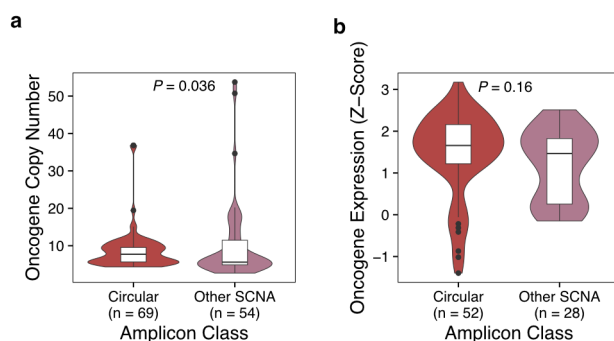 a
Oncogene Copy Number
50
40
30
20
10
P = 0.036
Circular
(n = 69)
Other SCNA
(n = 54)
Amplicon Class
b
Oncogene Expression (Z−Score)
3
2
1
0
−1
P = 0.16
Circular
(n = 52)
Other SCNA
(n = 28)
Amplicon Class